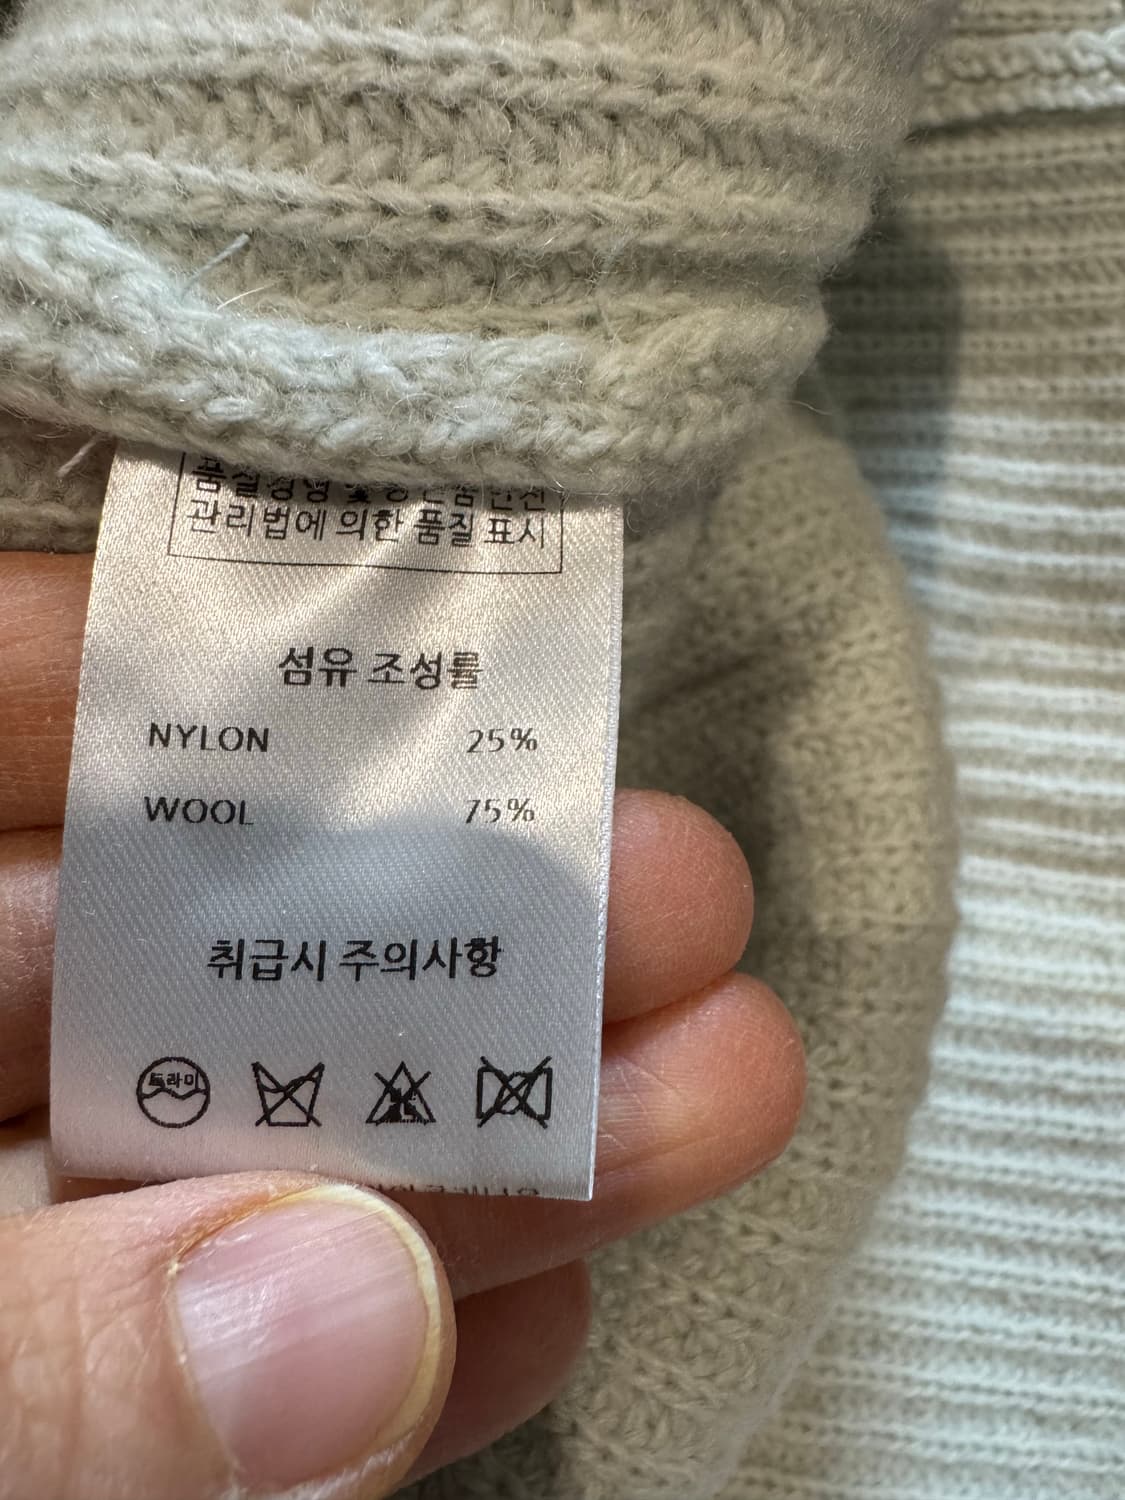 관리법에 의한 품질 표시
섬유 조성률
NYLON 25%
WOOL 75%
취급시 주의사항
드라이